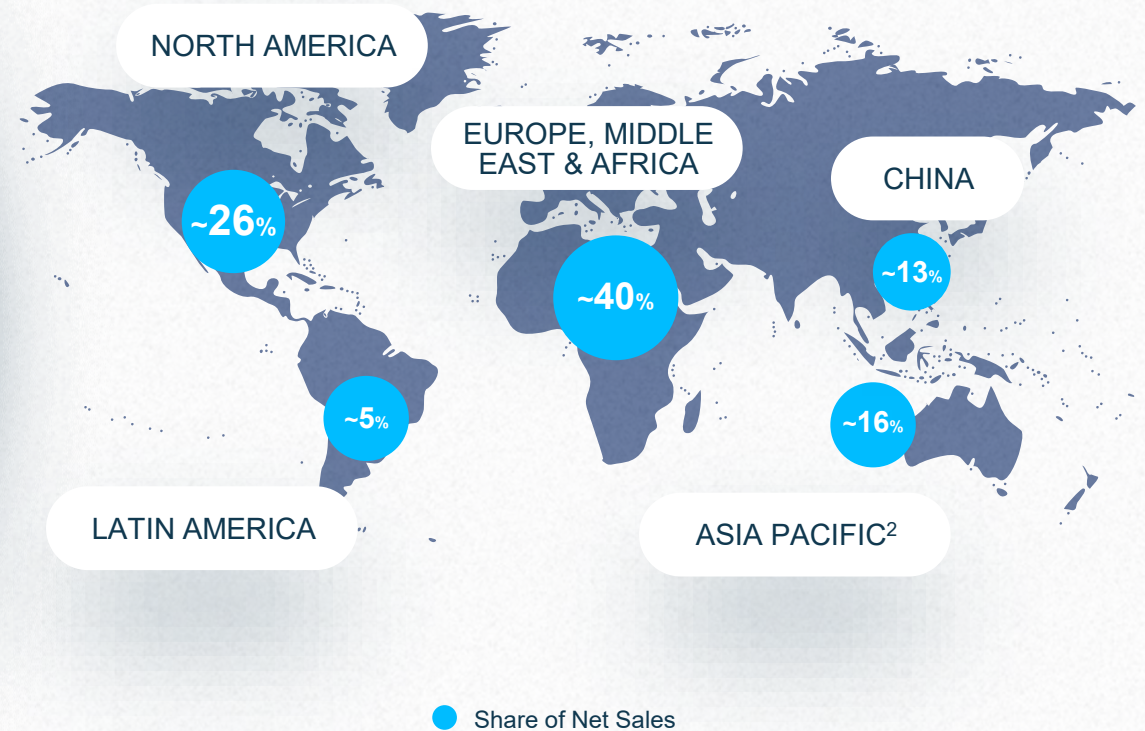 NORTH AMERICA
EUROPE, MIDDLE
EAST & AFRICA
CHINA
~26%
~13%
~40%
~5%
~16%
LATIN AMERICA
ASIA PACIFIC²
Share of Net Sales